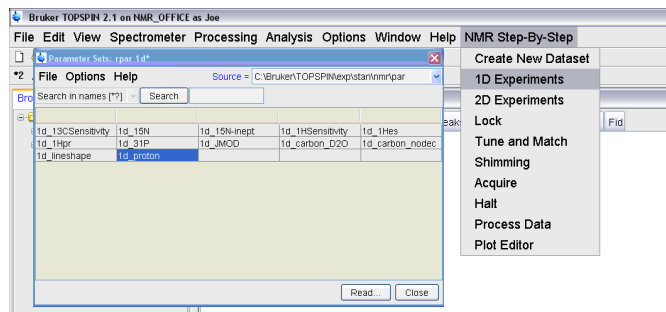 Bruker TOPSPIN 2.1 on NMR_OFFICE as Joe
File Edit View Spectrometer Processing Analysis Options Window Help NMR Step-By-Step
Parameter Sets: rpar 1d*
File Options Help Source = C:\Bruker\TOPSPIN\exp\stan\nmr\par
Search in names [*?] Search
1d_13CSensitivity 1d_15N 1d_15N-inept 1d_1HSensitivity 1d_1Hes
1d_1Hpr 1d_31P 1d_JMOD 1d_carbon_D2O 1d_carbon_nodec
1d_lineshape 1d_proton
Read... Close
*2
Bro
Fid
Create New Dataset
1D Experiments
2D Experiments
Lock
Tune and Match
Shimming
Acquire
Halt
Process Data
Plot Editor